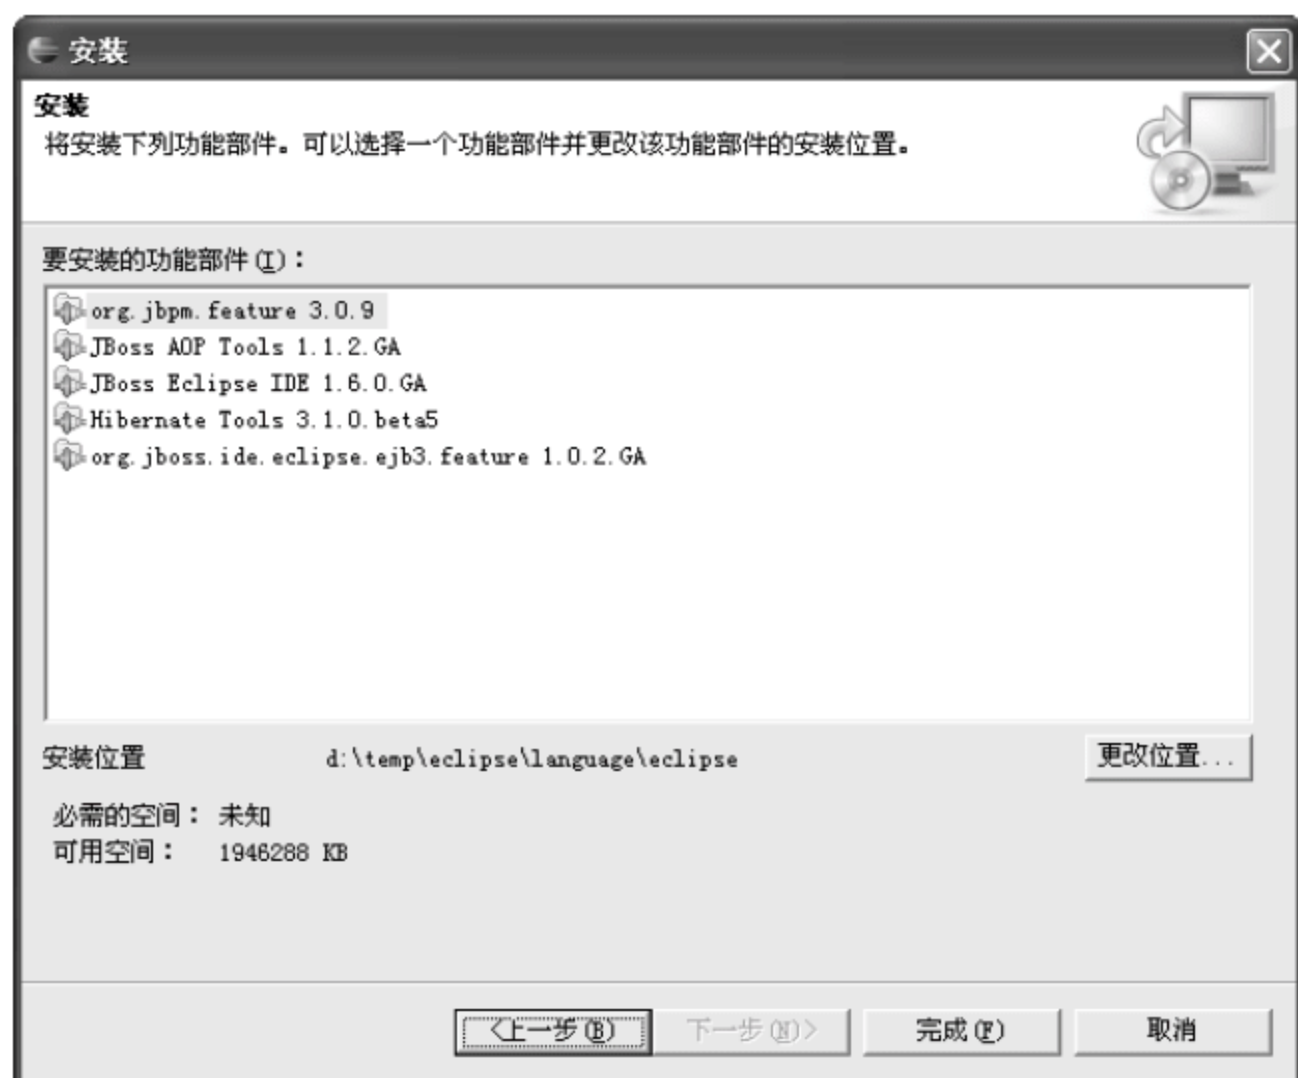 安装
安装
将安装下列功能部件。可以选择一个功能部件并更改该功能部件的安装位置。
要安装的功能部件(I)：
org.jbpm.feature 3.0.9
JBoss AOP Tools 1.1.2.GA
JBoss Eclipse IDE 1.6.0.GA
Hibernate Tools 3.1.0.beta5
org.jboss.ide.eclipse.ejb3.feature 1.0.2.GA
安装位置 d:\temp\eclipse\language\eclipse 更改位置...
必需的空间： 未知
可用空间： 1946288 KB
<上一步(B) 下一步(N)> 完成(F) 取消